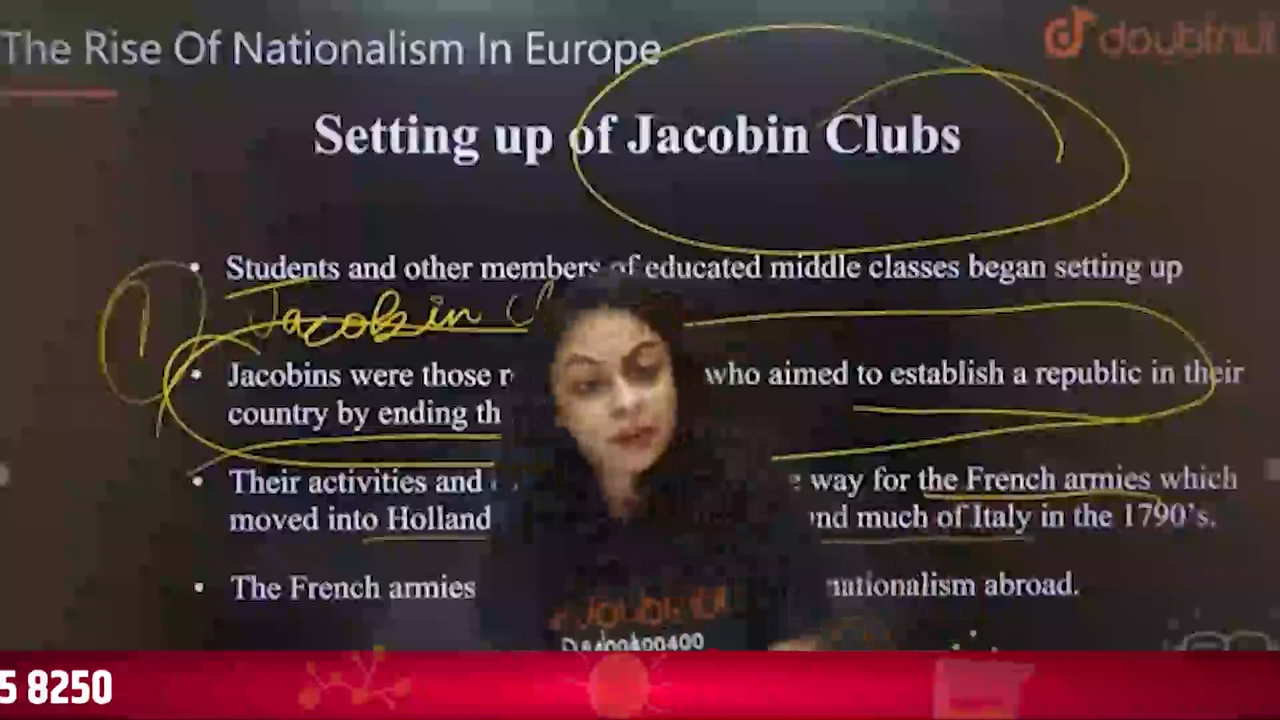 The Rise Of Nationalism In Europe
doubtnut
Setting up of Jacobin Clubs
• Students and other members of educated middle classes began setting up
Jacobin
• Jacobins were those who aimed to establish a republic in their
country by ending
• Their activities and way for the French armies which
moved into Holland and much of Italy in the 1790's.
• The French armies nationalism abroad.
doubtnut
5 8250